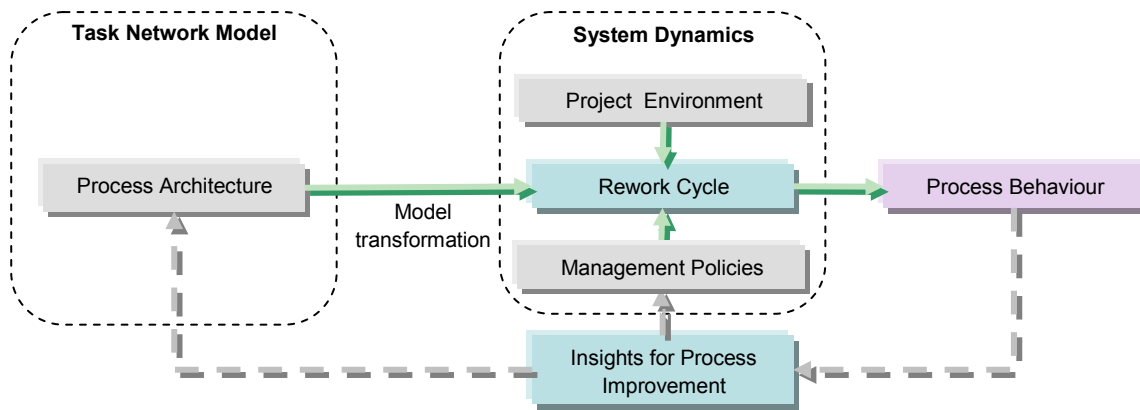 Task Network Model
System Dynamics
Project Environment
Process Architecture
Rework Cycle
Process Behaviour
Model
transformation
Management Policies
Insights for Process
Improvement